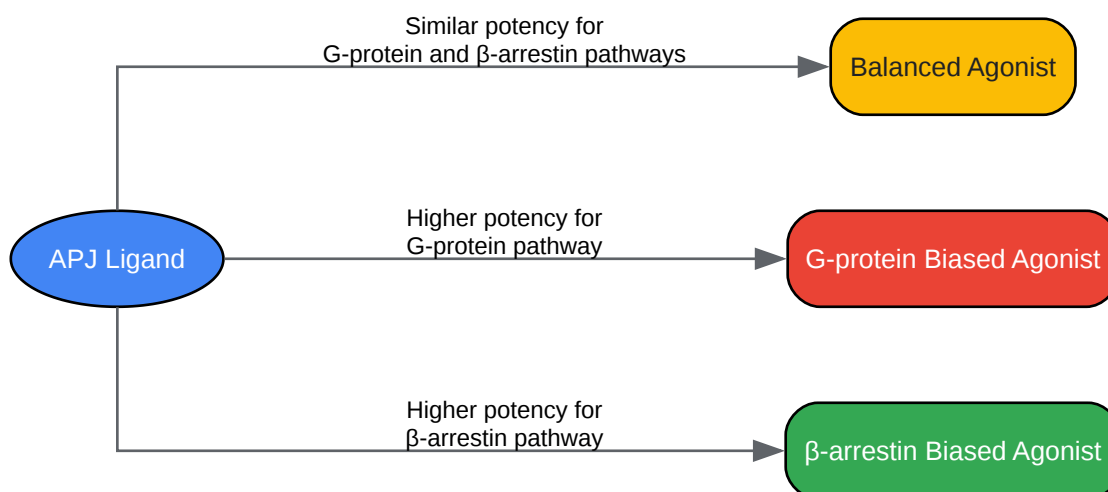 Similar potency for
G-protein and β-arrestin pathways
Balanced Agonist
APJ Ligand
Higher potency for
G-protein pathway
G-protein Biased Agonist
Higher potency for
β-arrestin pathway
β-arrestin Biased Agonist